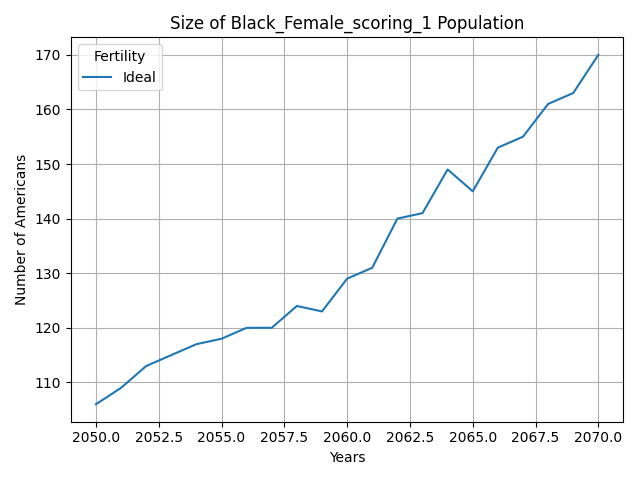 Size of Black_Female_scoring_1 Population
Fertility
Ideal
Number of Americans
170
160
150
140
130
120
110
2050.0 2052.5 2055.0 2057.5 2060.0 2062.5 2065.0 2067.5 2070.0
Years